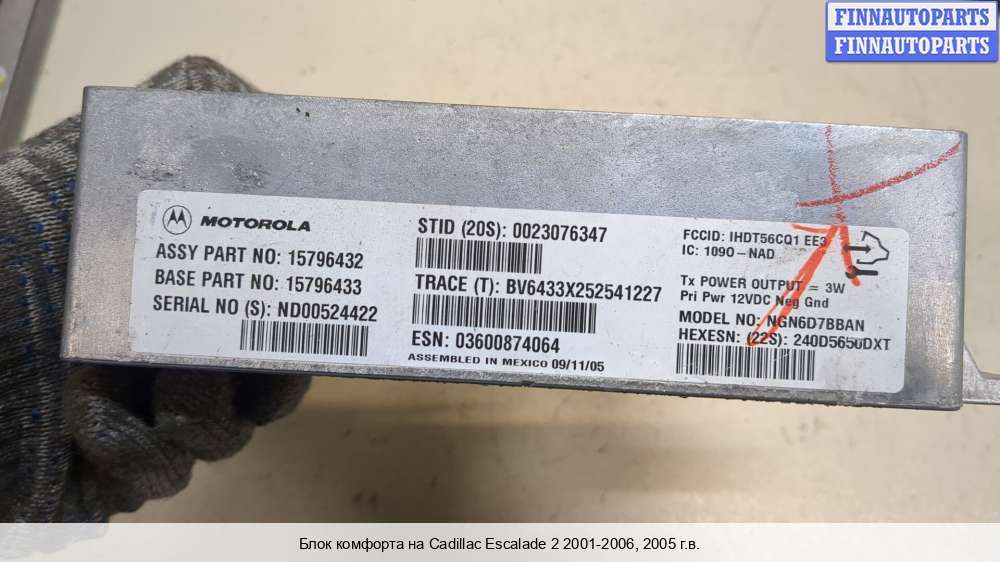 FINNAUTOPARTS
FINNAUTOPARTS
MOTOROLA
ASSY PART NO: 15796432
BASE PART NO: 15796433
SERIAL NO (S): ND00524422
STID (20S): 0023076347
TRACE (T): BV6433X252541227
ESN: 03600874064
ASSEMBLED IN MEXICO 09/11/05
FCCID: IHDT56CQ1 EE3
IC: 1090-NAD
Tx POWER OUTPUT = 3W
Pri Pwr 12VDC Neg Gnd
MODEL NO: NGN6D7BBAN
HEXESN: (22S): 240D5650DXT
Блок комфорта на Cadillac Escalade 2 2001-2006, 2005 г.в.